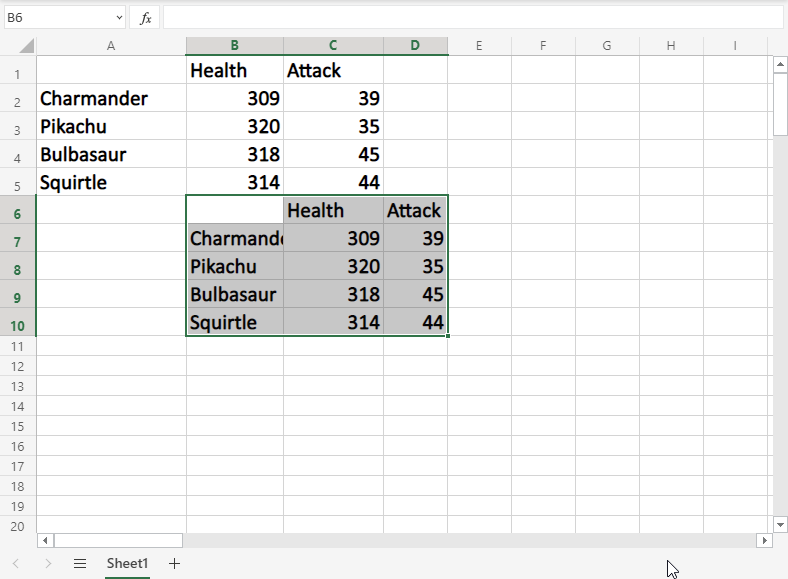 B6 fx
A B C D E F G H I
1 Health Attack
2 Charmander 309 39
3 Pikachu 320 35
4 Bulbasaur 318 45
5 Squirtle 314 44
6 Health Attack
7 Charmand 309 39
8 Pikachu 320 35
9 Bulbasaur 318 45
10 Squirtle 314 44
11
12
13
14
15
16
17
18
19
20
Sheet1